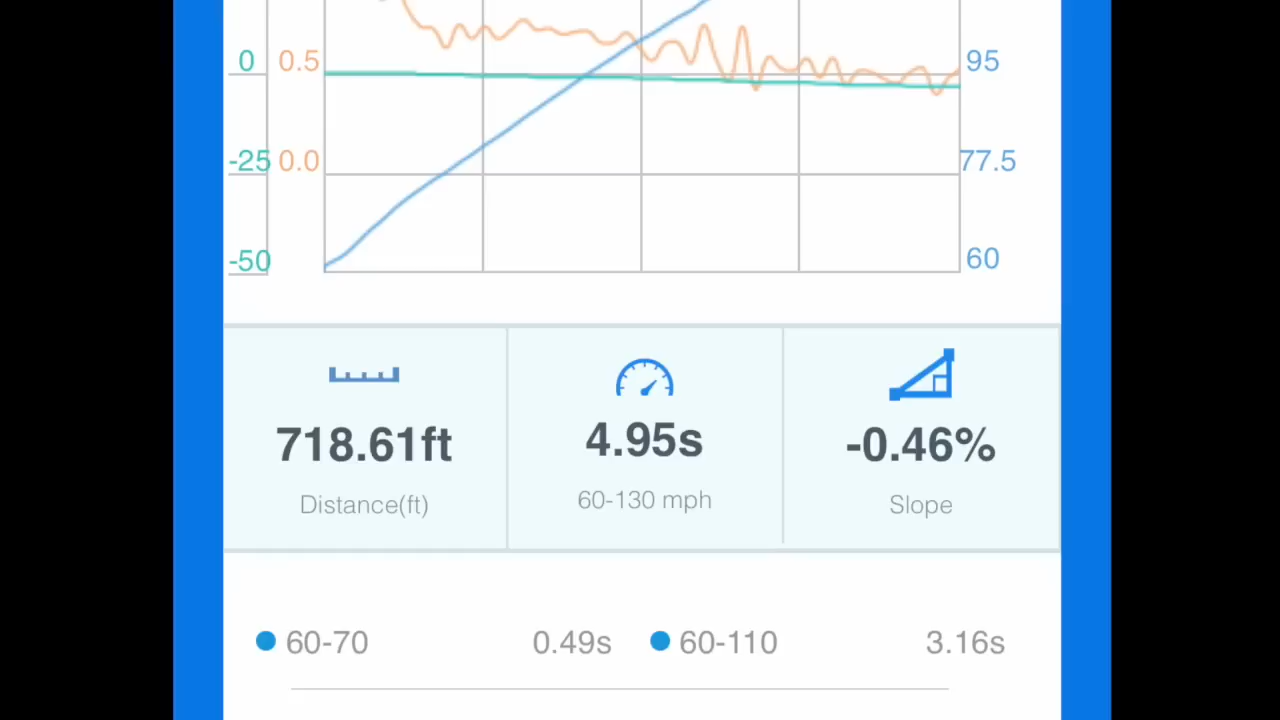 0 0.5 95
-25 0.0 77.5
-50 60
718.61ft 4.95s -0.46%
Distance(ft) 60-130 mph Slope
60-70 0.49s 60-110 3.16s